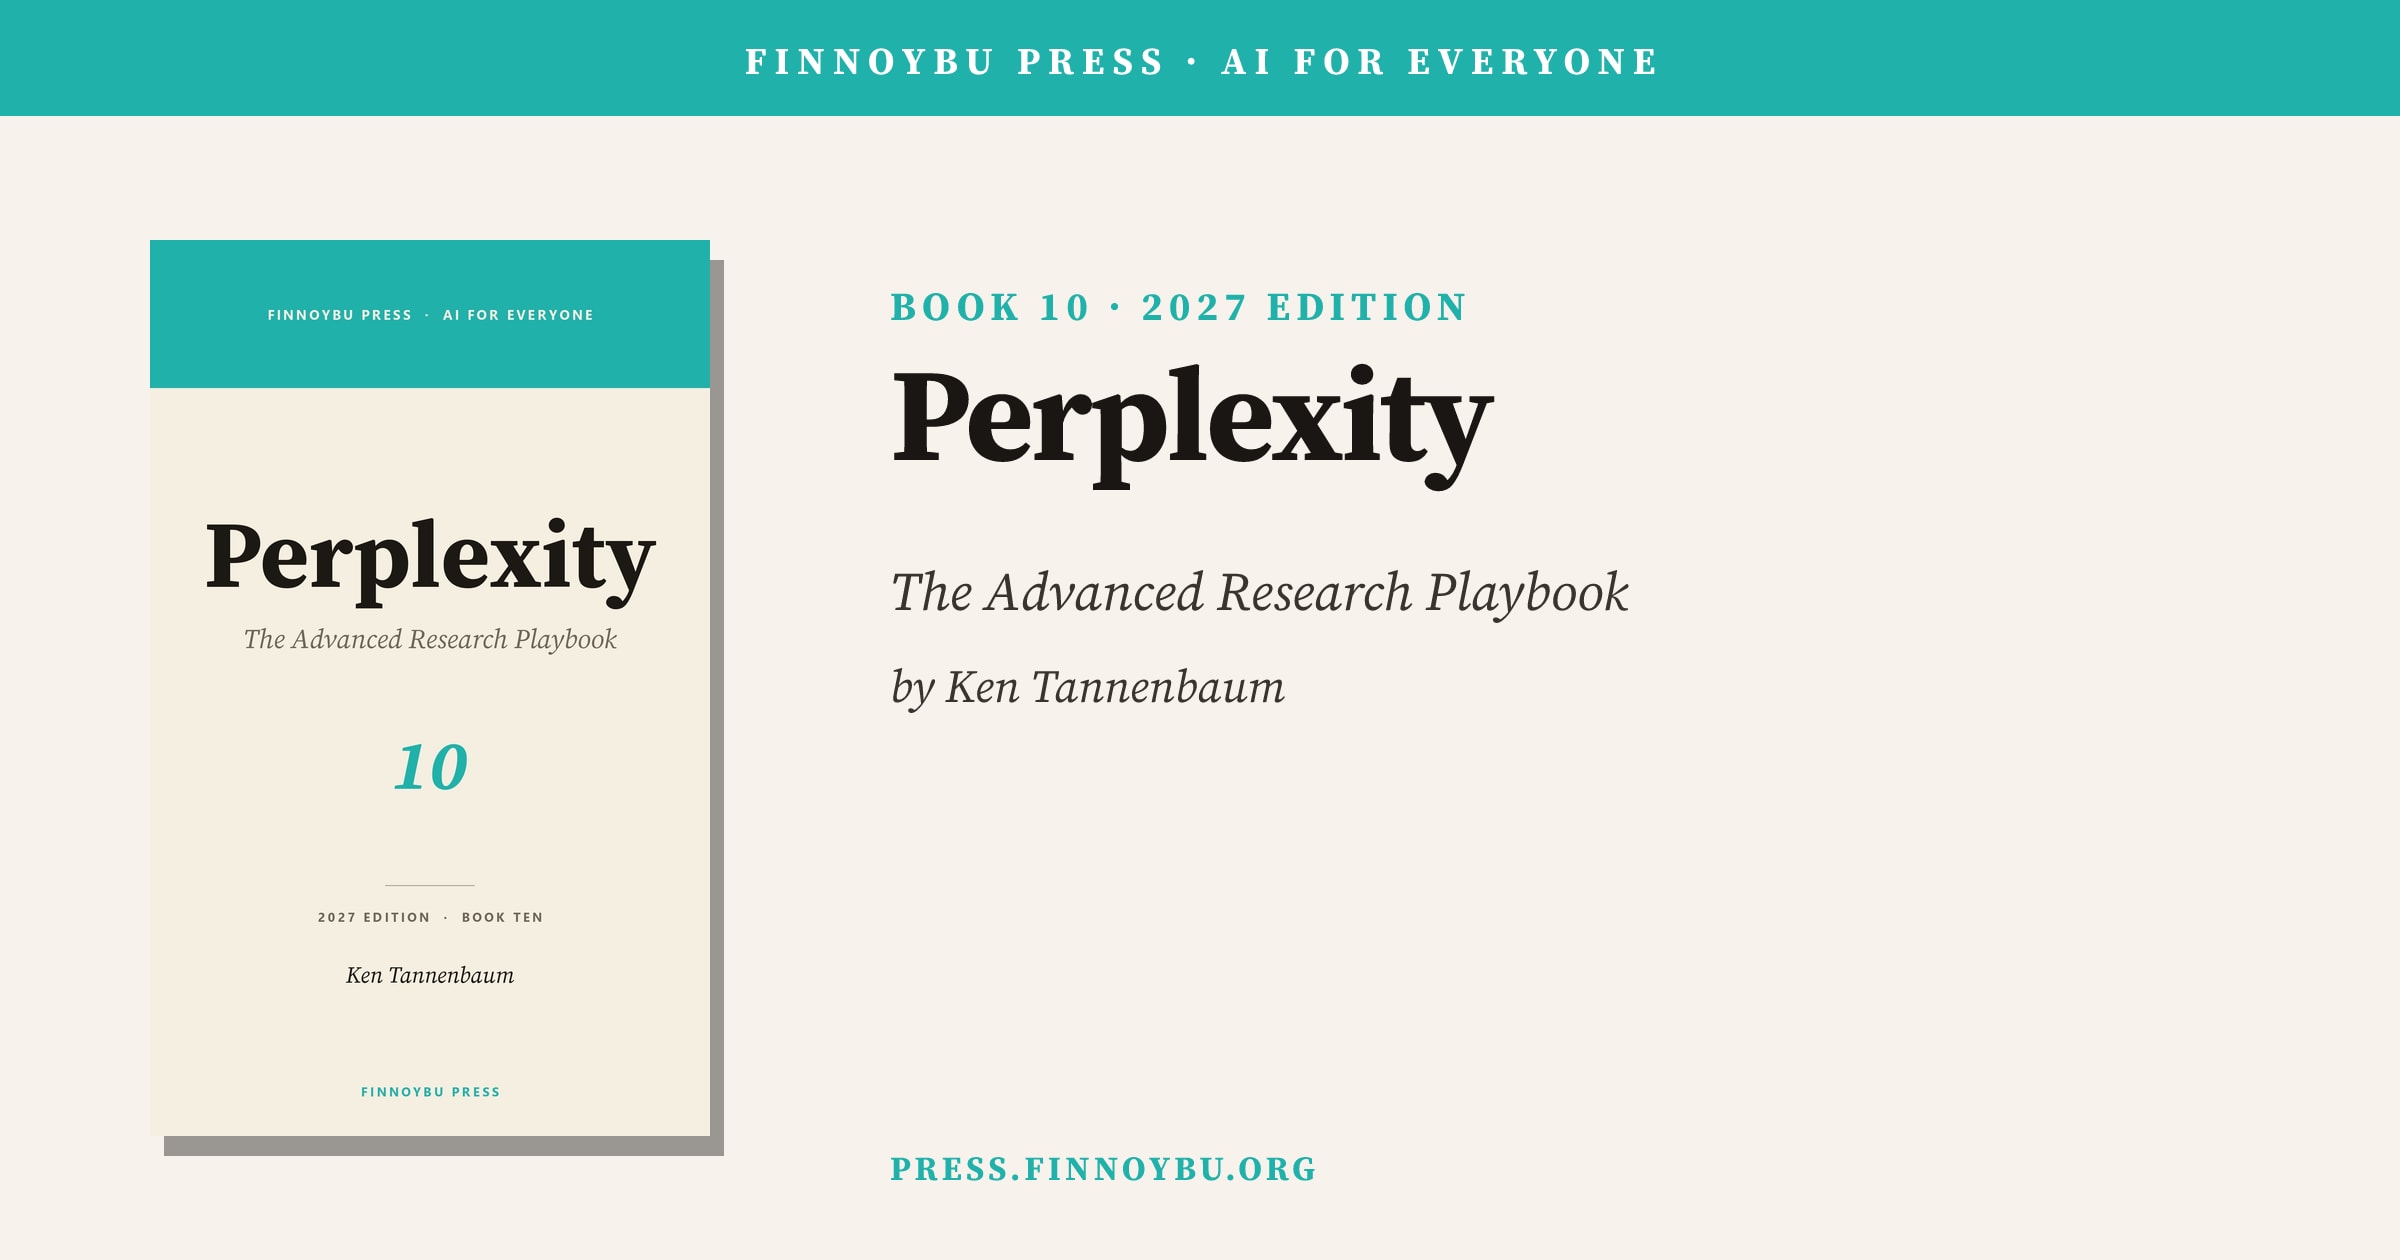 FINNOYBU PRESS · AI FOR EVERYONE
FINNOYBU PRESS · AI FOR EVERYONE
Perplexity
The Advanced Research Playbook
10
2027 EDITION · BOOK TEN
Ken Tannenbaum
FINNOYBU PRESS
BOOK 10 · 2027 EDITION
Perplexity
The Advanced Research Playbook
by Ken Tannenbaum
PRESS.FINNOYBU.ORG